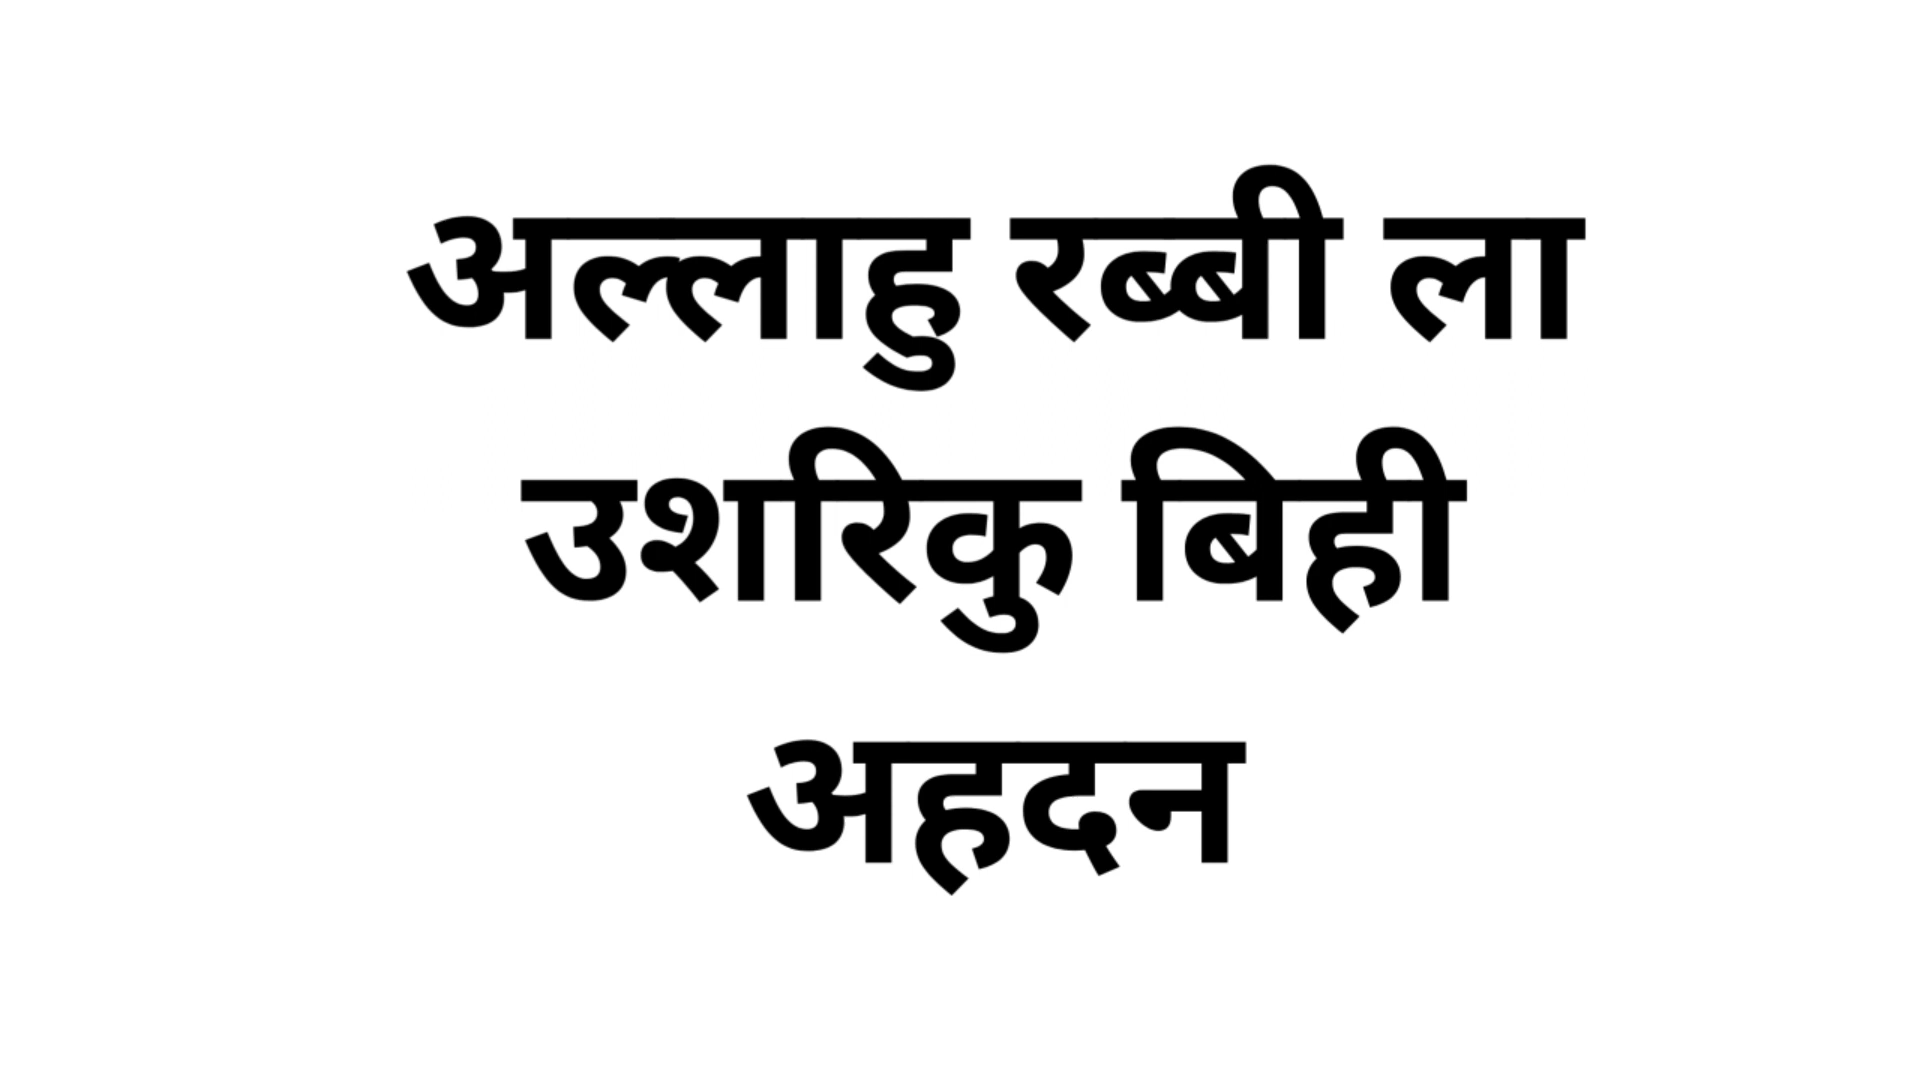 अल्लाहु रब्बी ला
उशरिकु बिही
अहदन